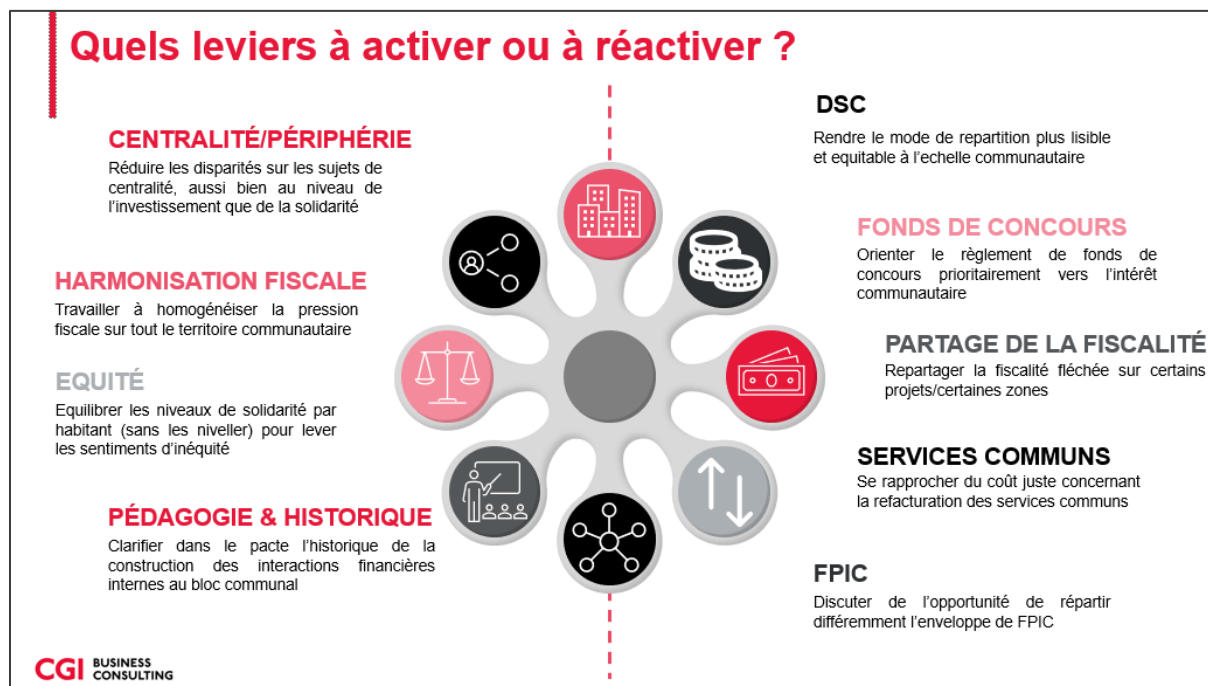 Quels leviers à activer ou à réactiver ?
CENTRALITÉ/PÉRIPHÉRIE
Réduire les disparités sur les sujets de
centralité, aussi bien au niveau de
l'investissement que de la solidarité
HARMONISATION FISCALE
Travailler à homogénéiser la pression
fiscale sur tout le territoire communautaire
EQUITÉ
Equilibrer les niveaux de solidarité par
habitant (sans les niveller) pour lever
les sentiments d'inéquité
PÉDAGOGIE & HISTORIQUE
Clarifier dans le pacte l'historique de la
construction des interactions financières
internes au bloc communal
DSC
Rendre le mode de repartition plus lisible
et equitable à l'echelle communautaire
FONDS DE CONCOURS
Orienter le règlement de fonds de
concours prioritairement vers l'intérêt
communautaire
PARTAGE DE LA FISCALITÉ
Repartager la fiscalité fléchée sur certains
projets/certaines zones
SERVICES COMMUNS
Se rapprocher du coût juste concernant
la refacturation des services communs
FPIC
Discuter de l'opportunité de répartir
différemment l'enveloppe de FPIC
CGI BUSINESS
CONSULTING